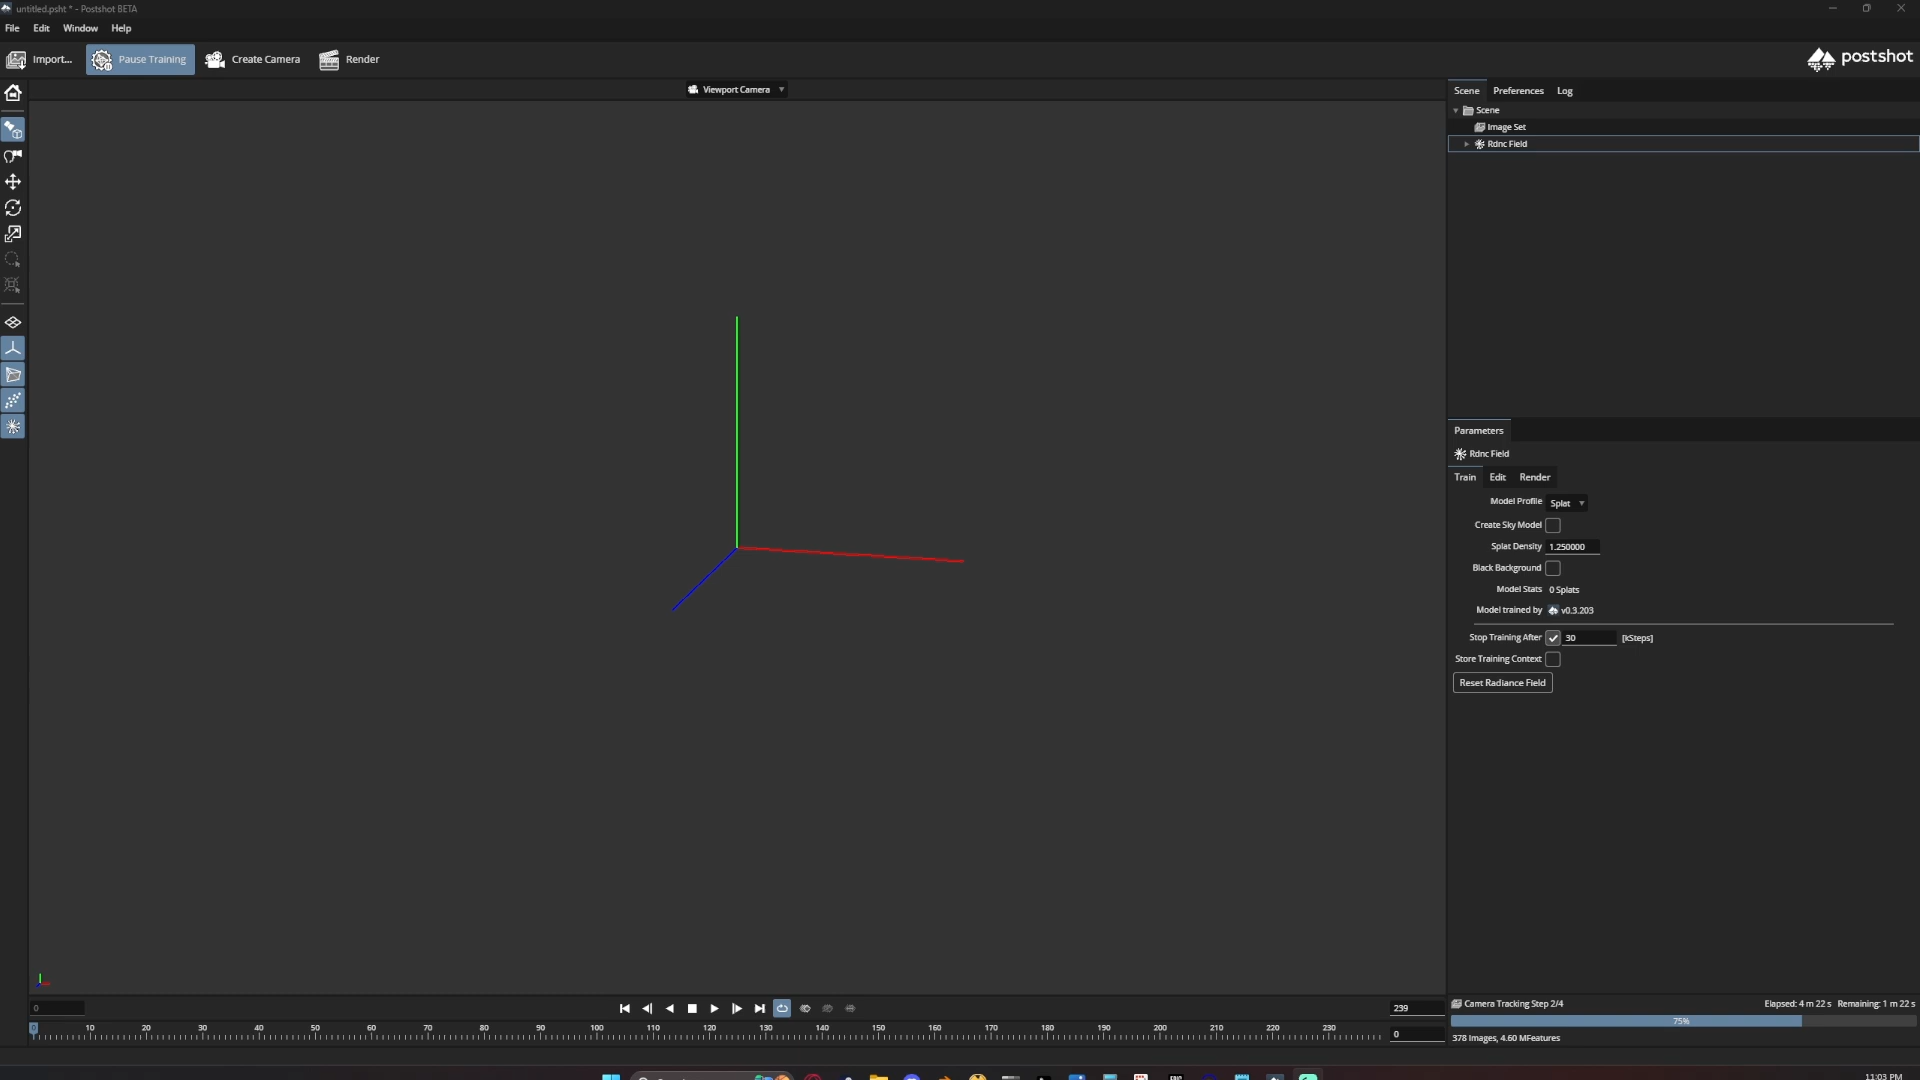 untitled.psht * - Postshot BETA
File Edit Window Help
Import... Pause Training Create Camera Render
postshot
Viewport Camera
Scene Preferences Log
Scene
Image Set
Rdnc Field
Parameters
Rdnc Field
Train Edit Render
Model Profile Splat
Create Sky Model
Splat Density 1.250000
Black Background
Model Stats 0 Splats
Model trained by v0.3.203
Stop Training After 30 [kSteps]
Store Training Context
Reset Radiance Field
0
239
Camera Tracking Step 2/4 Elapsed: 4 m 22 s Remaining: 1 m 22 s
0 10 20 30 40 50 60 70 80 90 100 110 120 130 140 150 160 170 180 190 200 210 220 230
0
75%
378 Images, 4.60 MFeatures
11:03 PM